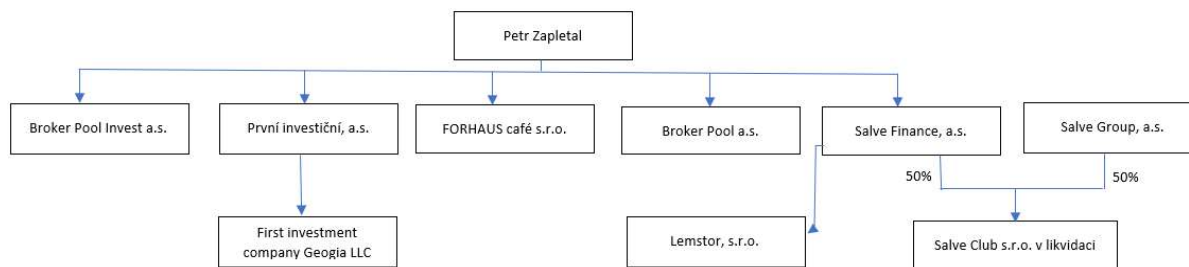 Petr Zapletal
Broker Pool Invest a.s.
První investiční, a.s.
FORHAUS café s.r.o.
Broker Pool a.s.
Salve Finance, a.s.
Salve Group, a.s.
50%
50%
First investment
company Geogia LLC
Lemstor, s.r.o.
Salve Club s.r.o. v likvidaci